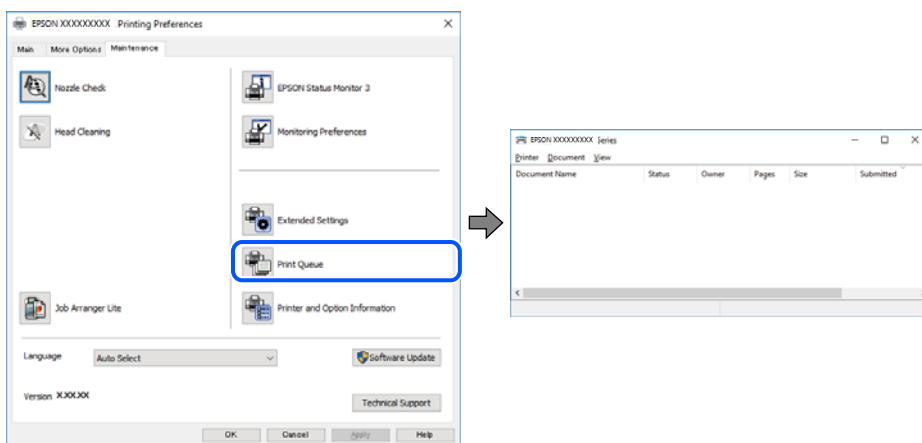 EPSON XXXXXXXXX Printing Preferences
Main More Options Maintenance
Nozzle Check
Head Cleaning
Job Arranger Lite
EPSON Status Monitor 3
Monitoring Preferences
Extended Settings
Print Queue
Printer and Option Information
Language Auto Select Software Update
Version X.XX.XX
Technical Support
OK Cancel Apply Help
EPSON XXXXXXXXX Series
Printer Document View
Document Name Status Owner Pages Size Submitted